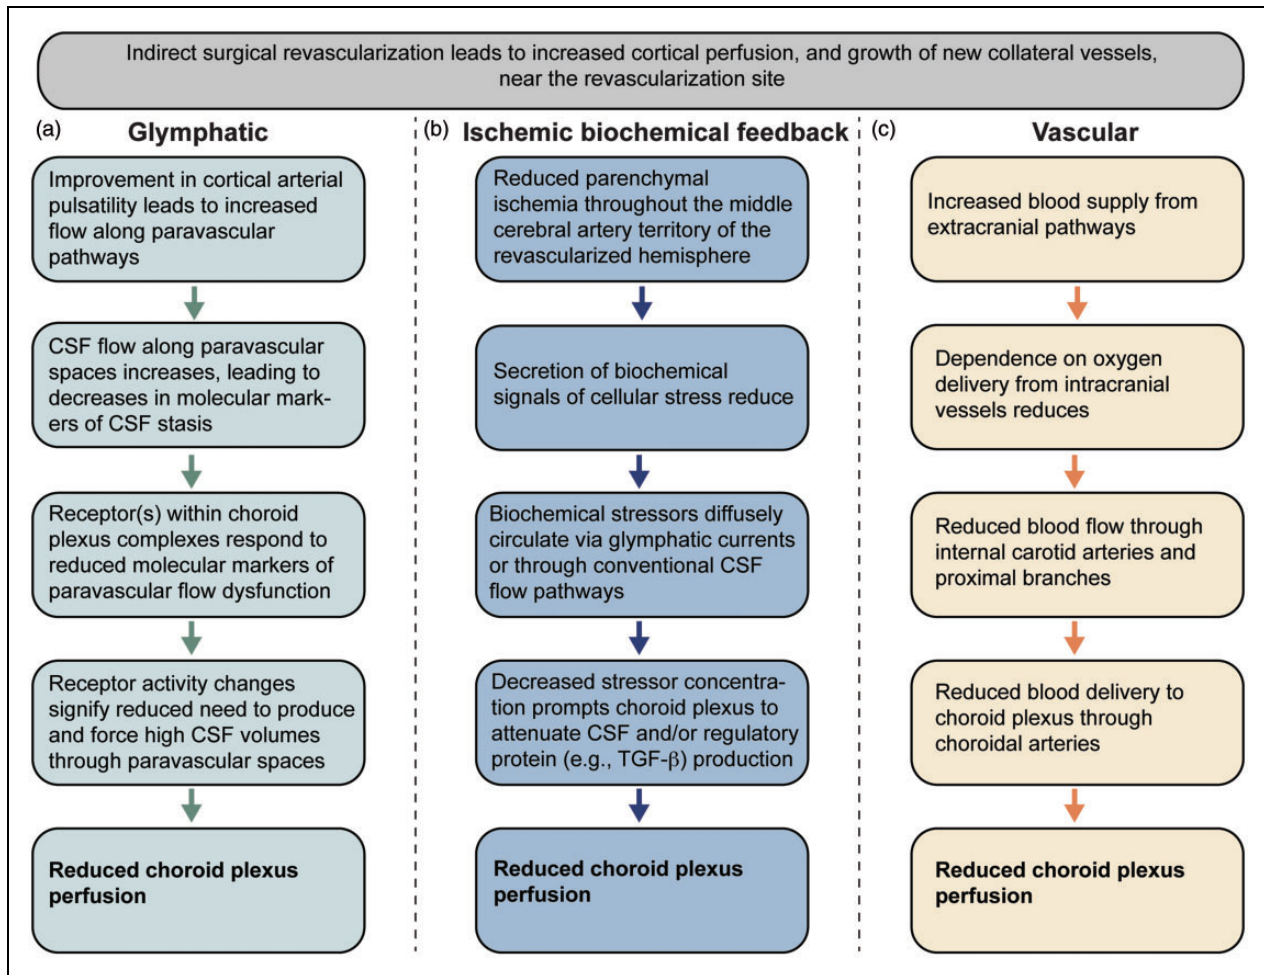 Indirect surgical revascularization leads to increased cortical perfusion, and growth of new collateral vessels,
near the revascularization site
(a) Glymphatic
Improvement in cortical arterial
pulsatility leads to increased
flow along paravascular
pathways
CSF flow along paravascular
spaces increases, leading to
decreases in molecular mark-
ers of CSF stasis
Receptor(s) within choroid
plexus complexes respond to
reduced molecular markers of
paravascular flow dysfunction
Receptor activity changes
signify reduced need to produce
and force high CSF volumes
through paravascular spaces
Reduced choroid plexus
perfusion
(b) Ischemic biochemical feedback
Reduced parenchymal
ischemia throughout the middle
cerebral artery territory of the
revascularized hemisphere
Secretion of biochemical
signals of cellular stress reduce
Biochemical stressors diffusely
circulate via glymphatic currents
or through conventional CSF
flow pathways
Decreased stressor concentra-
tion prompts choroid plexus to
attenuate CSF and/or regulatory
protein (e.g., TGF-β) production
Reduced choroid plexus
perfusion
(c) Vascular
Increased blood supply from
extracranial pathways
Dependence on oxygen
delivery from intracranial
vessels reduces
Reduced blood flow through
internal carotid arteries and
proximal branches
Reduced blood delivery to
choroid plexus through
choroidal arteries
Reduced choroid plexus
perfusion